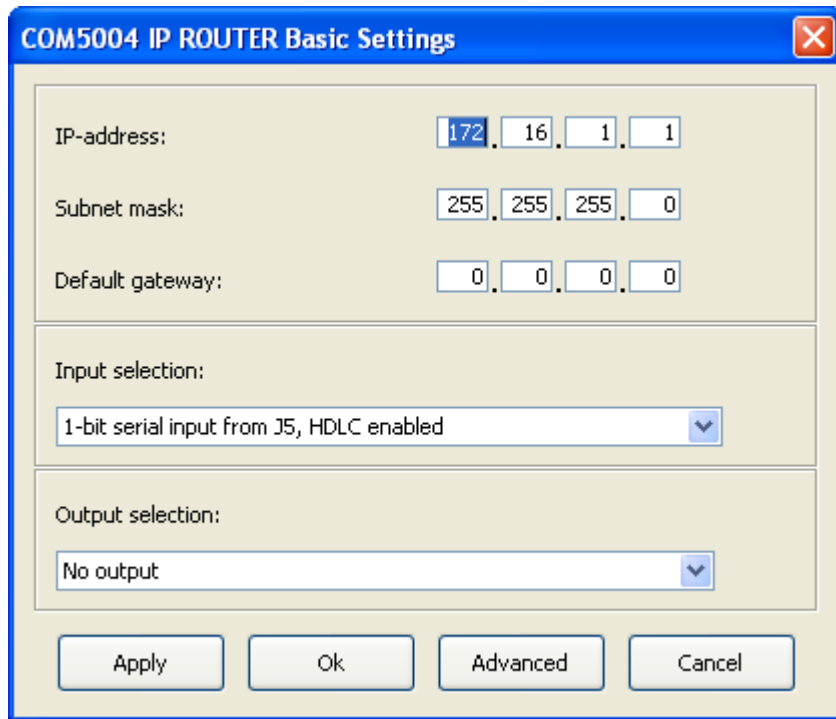 COM5004 IP ROUTER Basic Settings
IP-address: 172 . 16 . 1 . 1
Subnet mask: 255 . 255 . 255 . 0
Default gateway: 0 . 0 . 0 . 0
Input selection:
1-bit serial input from J5, HDLC enabled
Output selection:
No output
Apply Ok Advanced Cancel